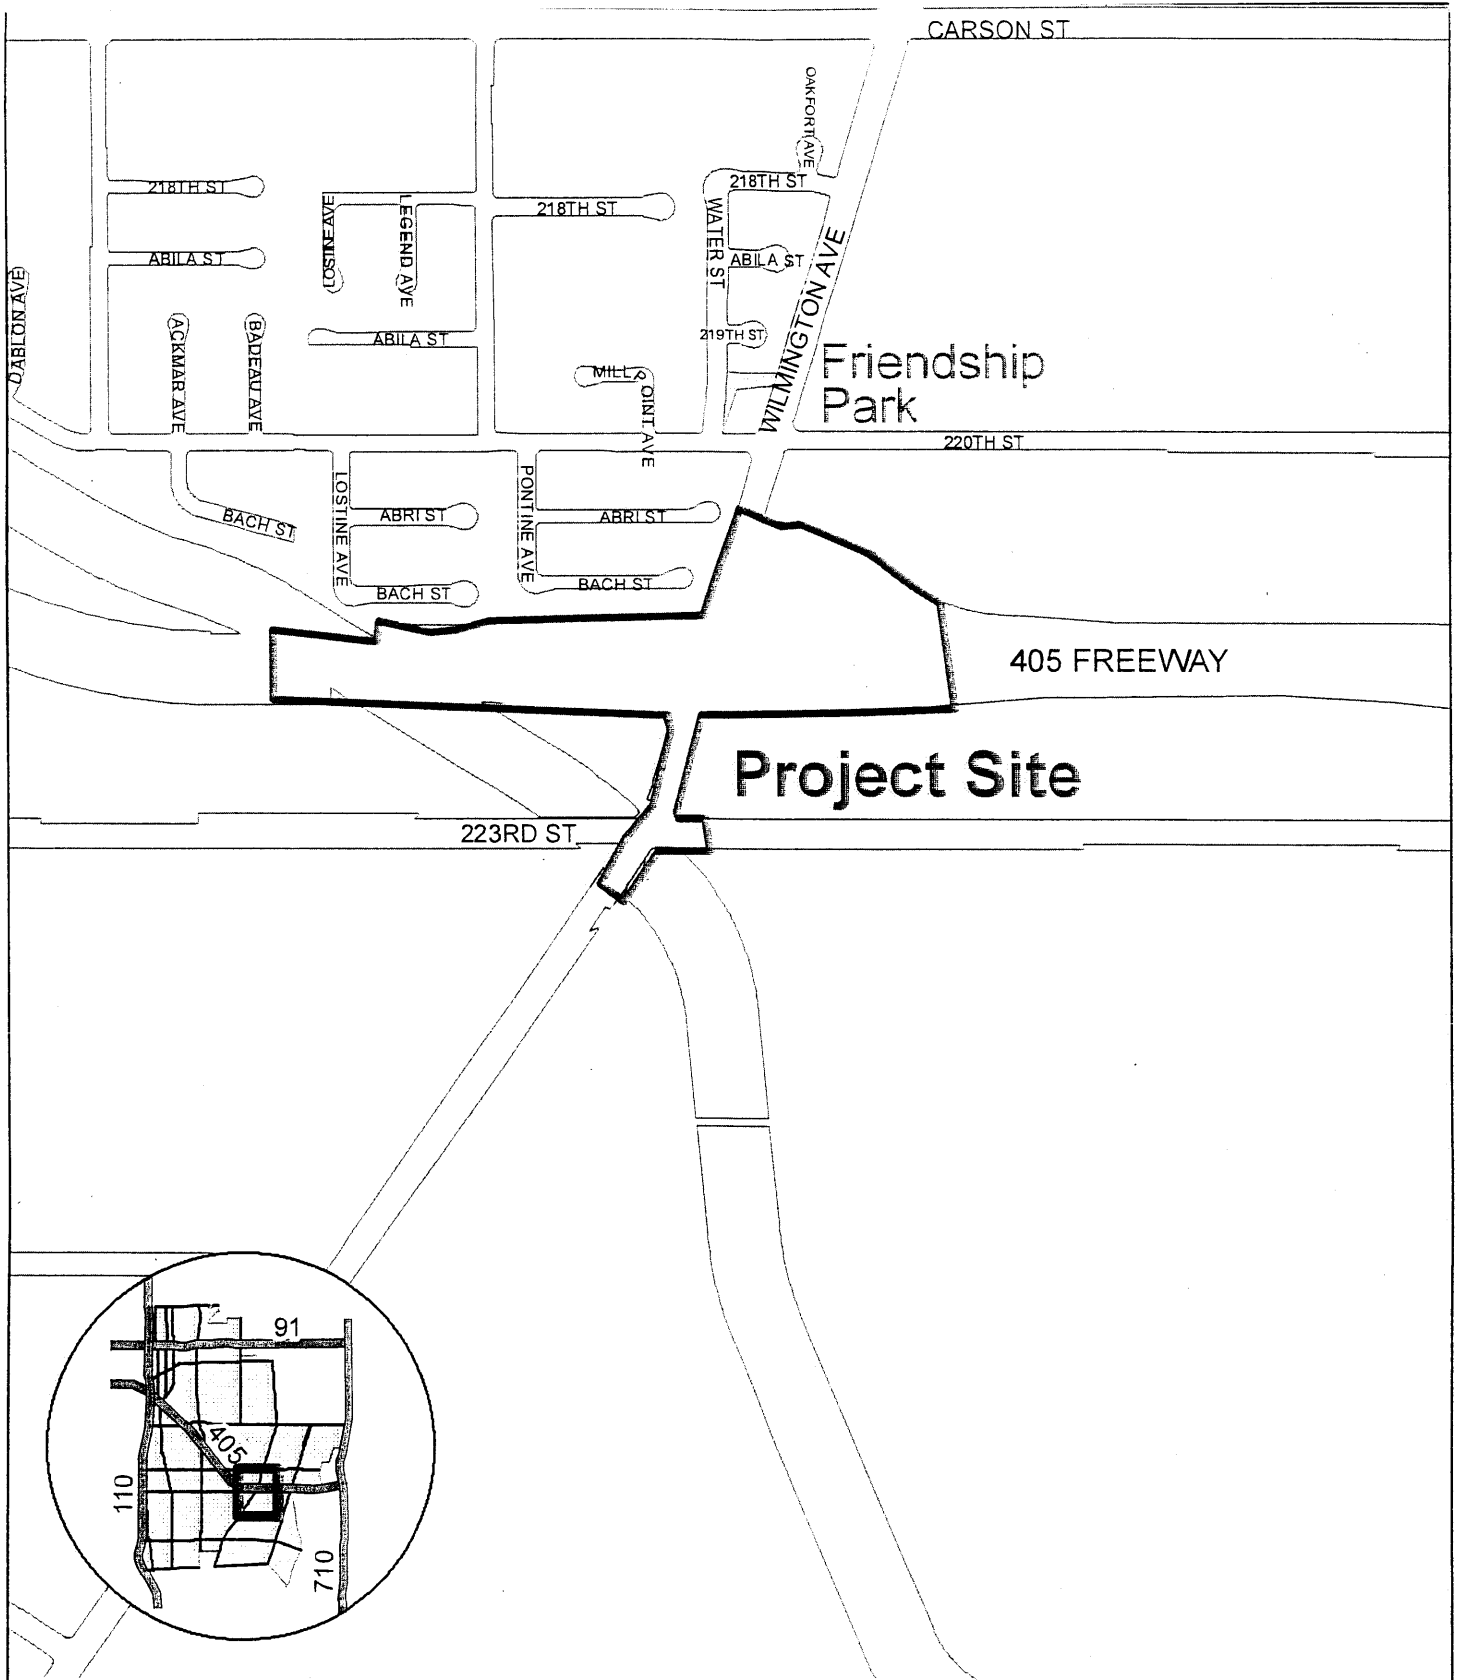 CARSON ST
OAKFORT AVE
218TH ST
218TH ST
218TH ST
LOSTINE AVE
LEGEND AVE
WATER ST
WILMINGTON AVE
ABILA ST
ABILA ST
DABLON AVE
ACKMAR AVE
BADEAU AVE
ABILA ST
219TH ST
MILL POINT AVE
Friendship
Park
220TH ST
LOSTINE AVE
PONTINE AVE
BACH ST
ABRI ST
ABRI ST
BACH ST
BACH ST
405 FREEWAY
Project Site
223RD ST
91
405
110
710